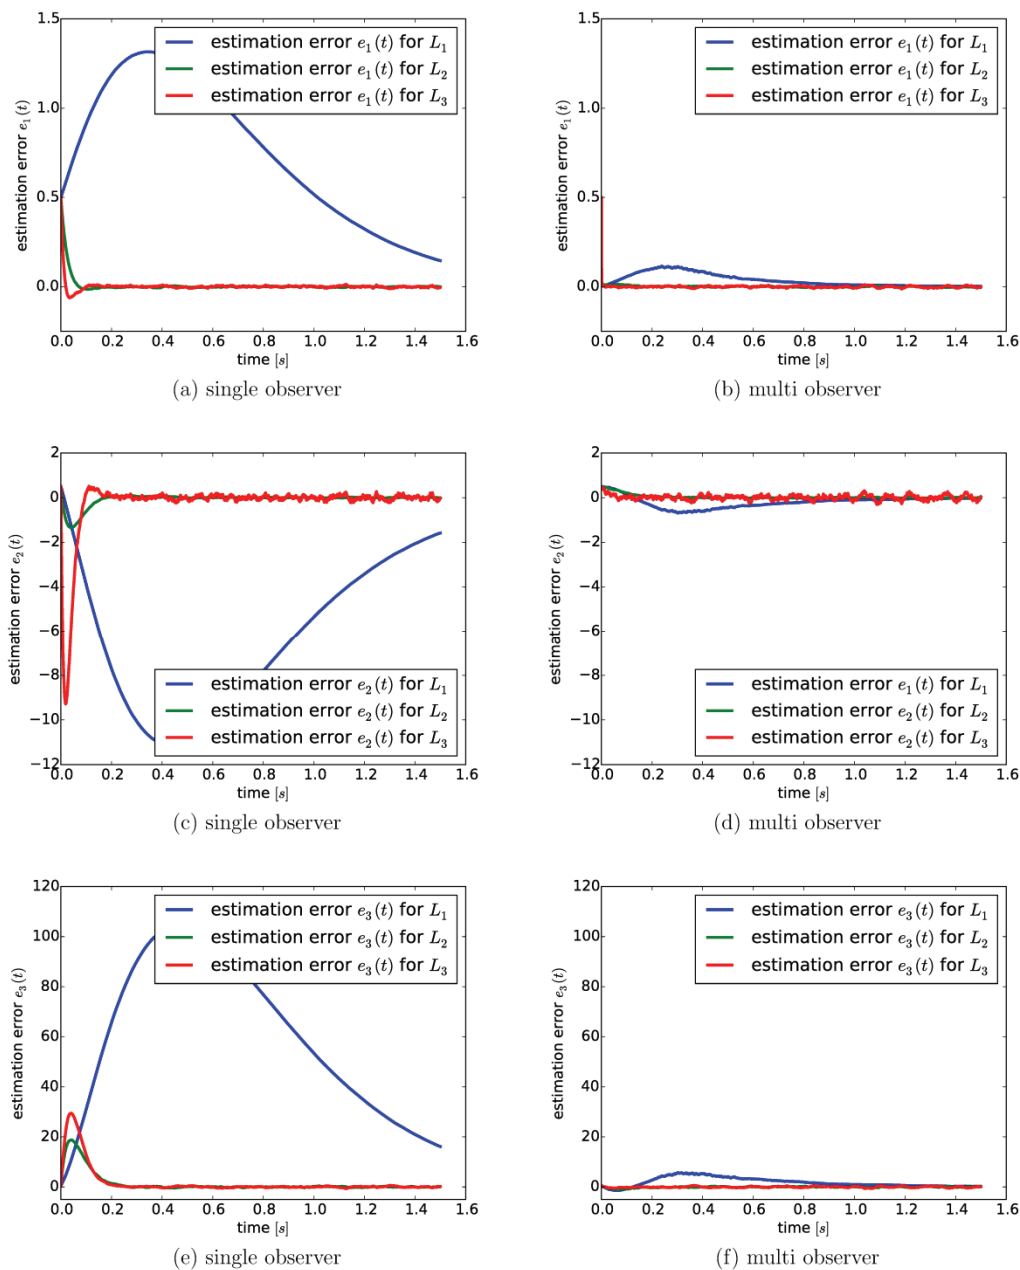 estimation error e₁(t) for L₁
estimation error e₁(t) for L₂
estimation error e₁(t) for L₃
1.5
1.0
0.5
0.0
estimation error e₁(t)
0.0 0.2 0.4 0.6 0.8 1.0 1.2 1.4 1.6
time [s]
(a) single observer
estimation error e₁(t) for L₁
estimation error e₁(t) for L₂
estimation error e₁(t) for L₃
1.5
1.0
0.5
0.0
estimation error e₁(t)
0.0 0.2 0.4 0.6 0.8 1.0 1.2 1.4 1.6
time [s]
(b) multi observer
2
0
−2
−4
−6
−8
−10
−12
estimation error e₂(t)
estimation error e₂(t) for L₁
estimation error e₂(t) for L₂
estimation error e₂(t) for L₃
0.0 0.2 0.4 0.6 0.8 1.0 1.2 1.4 1.6
time [s]
(c) single observer
2
0
−2
−4
−6
−8
−10
−12
estimation error e₂(t)
estimation error e₁(t) for L₁
estimation error e₂(t) for L₂
estimation error e₂(t) for L₃
0.0 0.2 0.4 0.6 0.8 1.0 1.2 1.4 1.6
time [s]
(d) multi observer
estimation error e₃(t) for L₁
estimation error e₃(t) for L₂
estimation error e₃(t) for L₃
120
100
80
60
40
20
0
estimation error e₃(t)
0.0 0.2 0.4 0.6 0.8 1.0 1.2 1.4 1.6
time [s]
(e) single observer
estimation error e₃(t) for L₁
estimation error e₃(t) for L₂
estimation error e₃(t) for L₃
120
100
80
60
40
20
0
estimation error e₃(t)
0.0 0.2 0.4 0.6 0.8 1.0 1.2 1.4 1.6
time [s]
(f) multi observer